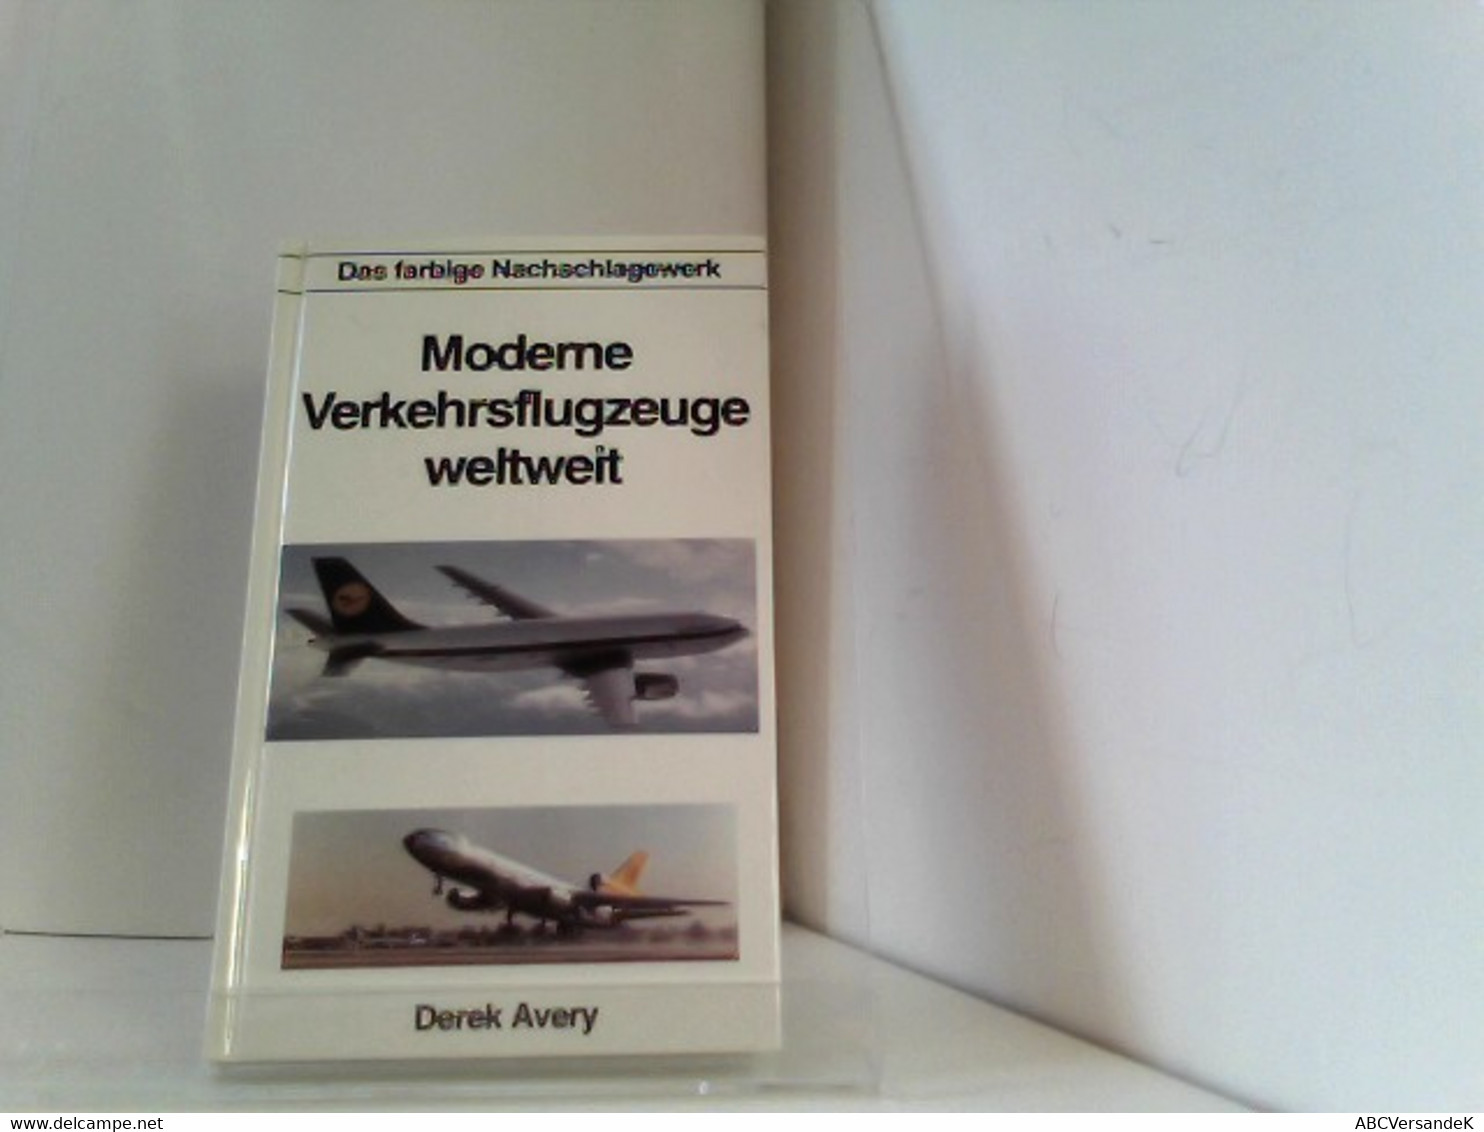 Das farbige Nachschlagewerk
Moderne
Verkehrsflugzeuge
weltweit
Derek Avery
www.delcampe.net
ABCVersandeK